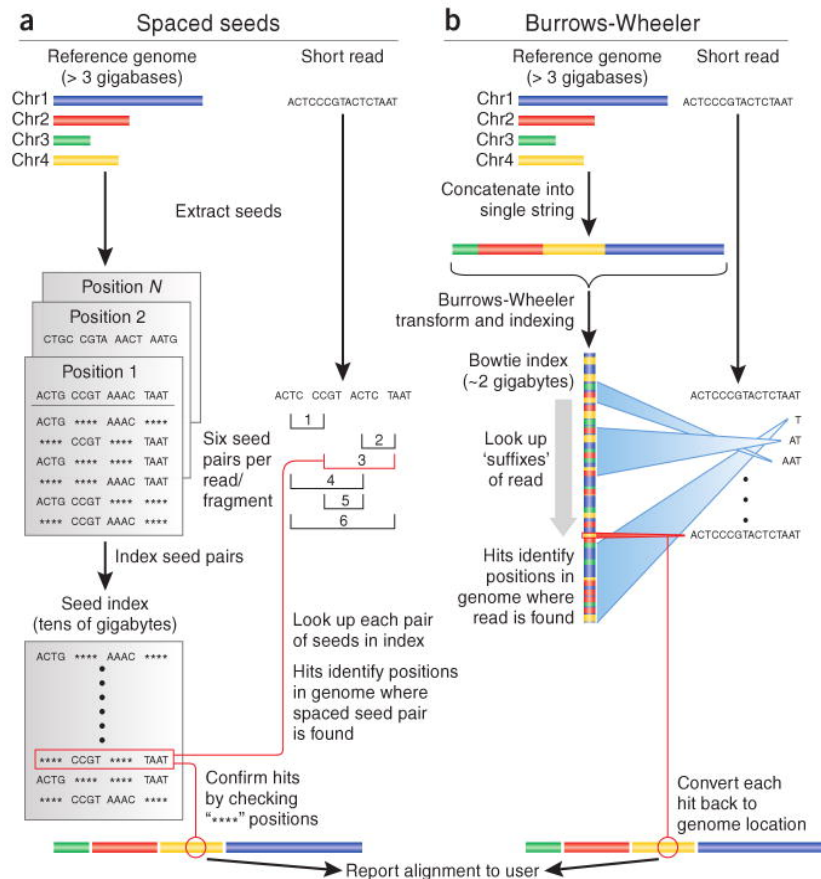 a
Spaced seeds
Reference genome
(> 3 gigabases)
Short read
Chr1
Chr2
Chr3
Chr4
ACTCCCGTACTCTAAT
Extract seeds
Position N
Position 2
CTGC CGTA AACT AATG
Position 1
ACTG CCGT AAAC TAAT
ACTG **** AAAC ****
**** CCGT **** TAAT
ACTG **** **** TAAT
**** **** AAAC TAAT
ACTG CCGT **** ****
**** CCGT AAAC ****
Six seed
pairs per
read/
fragment
ACTC CCGT ACTC TAAT
1
2
3
4
5
6
Index seed pairs
Seed index
(tens of gigabytes)
ACTG **** AAAC ****
**** CCGT **** TAAT
ACTG **** **** TAAT
**** CCGT AAAC ****
Look up each pair
of seeds in index
Hits identify positions
in genome where
spaced seed pair
is found
Confirm hits
by checking
"****" positions
b
Burrows-Wheeler
Reference genome
(> 3 gigabases)
Short read
Chr1
Chr2
Chr3
Chr4
ACTCCCGTACTCTAAT
Concatenate into
single string
Burrows-Wheeler
transform and indexing
Bowtie index
(~2 gigabytes)
ACTCCCGTACTCTAAT
T
AT
AAT
Look up
'suffixes'
of read
ACTCCCGTACTCTAAT
Hits identify
positions in
genome where
read is found
Convert each
hit back to
genome location
Report alignment to user